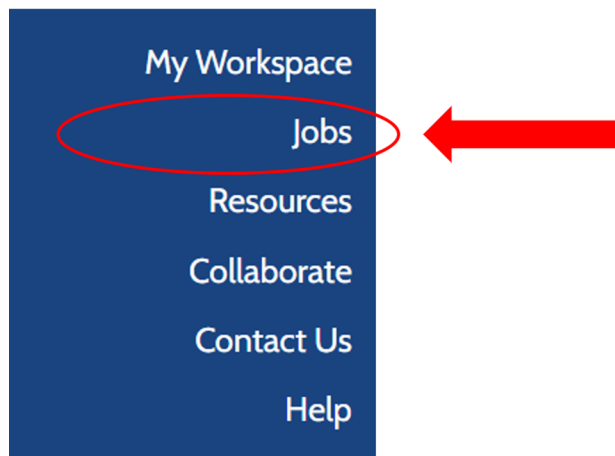 My Workspace
Jobs
Resources
Collaborate
Contact Us
Help